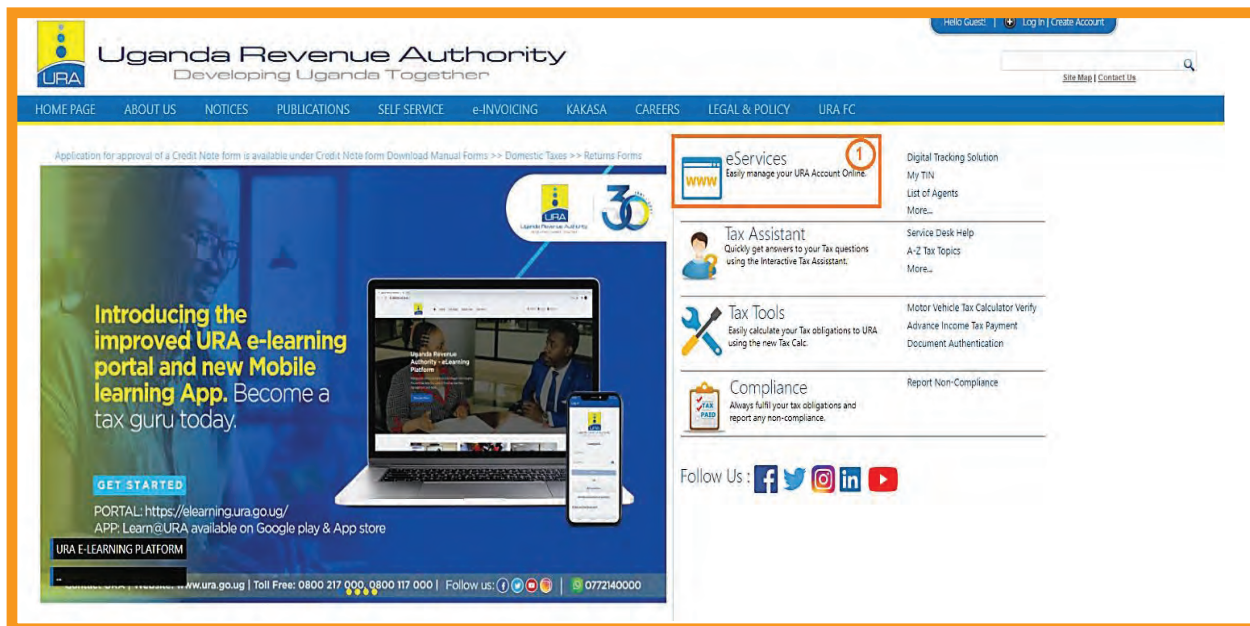 Hello Guest! | Log In | Create Account
URA
Uganda Revenue Authority
Developing Uganda Together
Site Map | Contact Us
HOME PAGE ABOUT US NOTICES PUBLICATIONS SELF SERVICE e-INVOICING KAKASA CAREERS LEGAL & POLICY URA FC
Application for approval of a Credit Note form is available under Credit Note form Download Manual Forms >> Domestic Taxes >> Returns Forms
URA
Uganda Revenue Authority
30
Introducing the
improved URA e-learning
portal and new Mobile
learning App. Become a
tax guru today.
Uganda Revenue
Authority - eLearning
Platform
GET STARTED
PORTAL: https://elearning.ura.go.ug/
APP: Learn@URA available on Google play & App store
URA E-LEARNING PLATFORM
...
www.ura.go.ug | Toll Free: 0800 217 000, 0800 117 000 | Follow us: | 0772140000
eServices
1
Easily manage your URA Account Online.
www
Digital Tracking Solution
My TIN
List of Agents
More...
Tax Assistant
Quickly get answers to your Tax questions
using the Interactive Tax Assisstant.
Service Desk Help
A-Z Tax Topics
More...
Tax Tools
Easily calculate your Tax obligations to URA
using the new Tax Calc.
Motor Vehicle Tax Calculator Verify
Advance Income Tax Payment
Document Authentication
Compliance
Always fulfil your tax obligations and
report any non-compliance.
TAX
PAID
Report Non-Compliance
Follow Us :